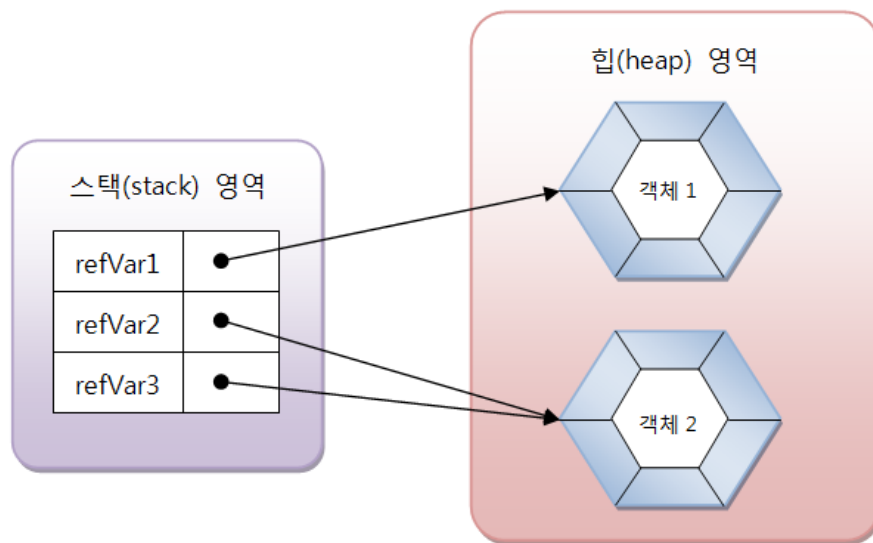 힙(heap) 영역
스택(stack) 영역
객체 1
refVar1
refVar2
refVar3
객체 2